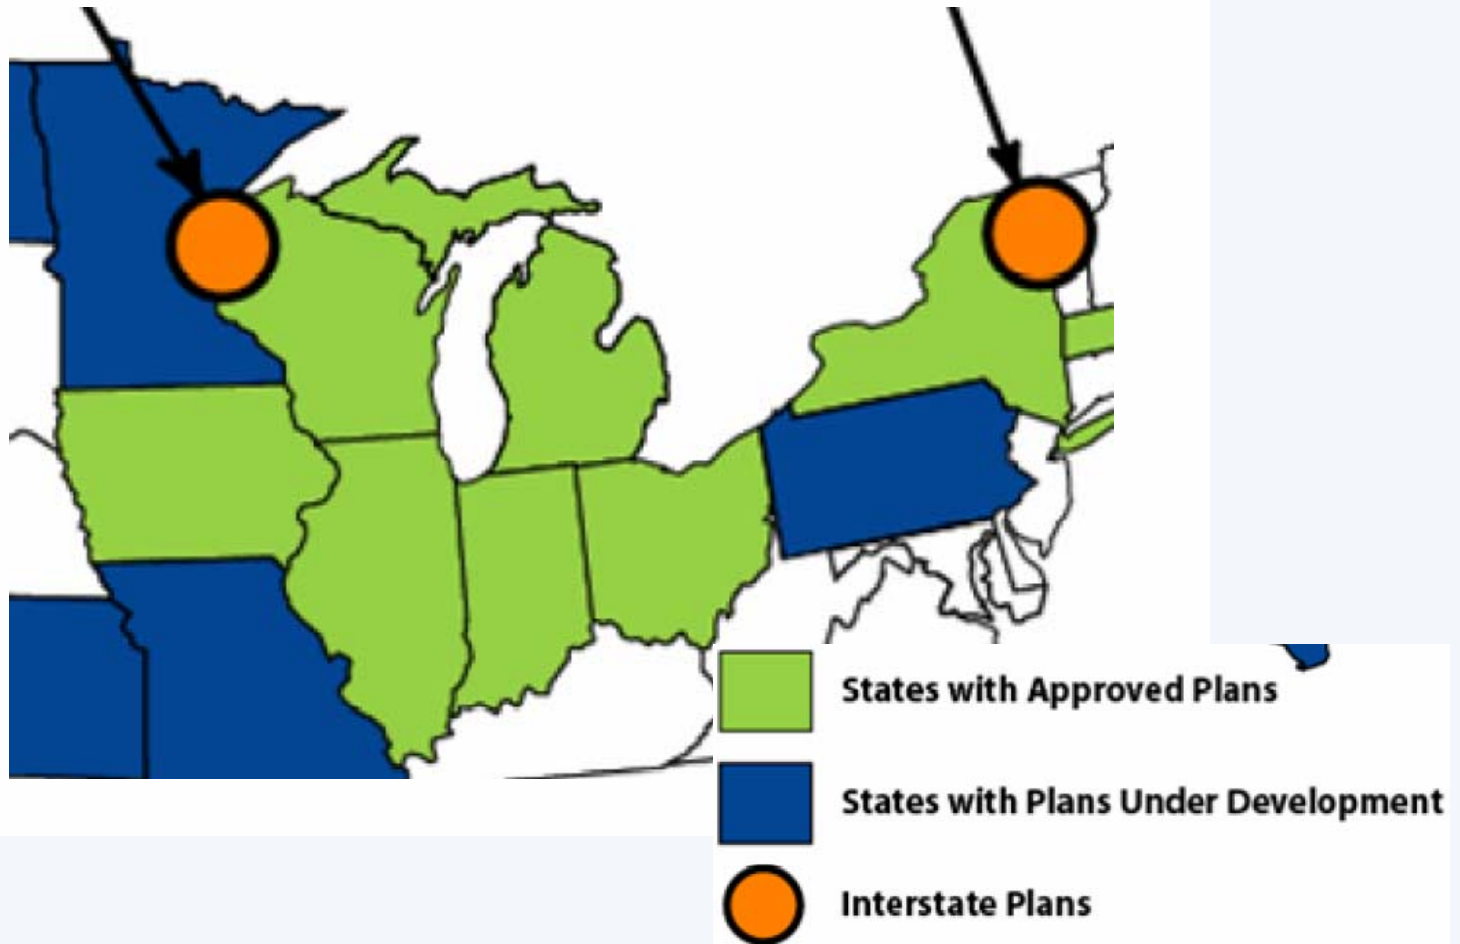 States with Approved Plans
States with Plans Under Development
Interstate Plans